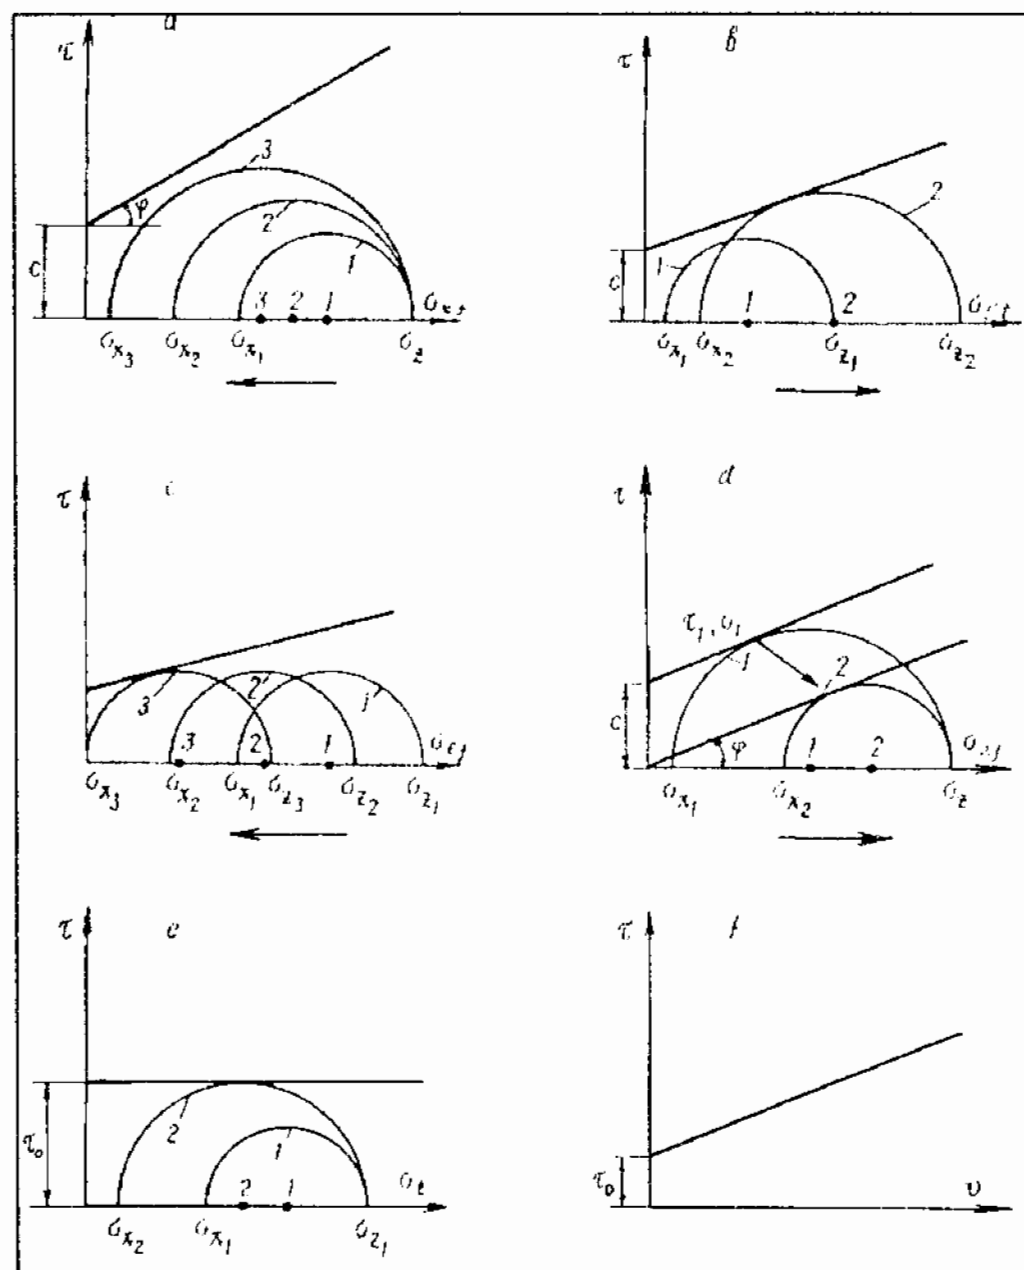 a
τ
3
2
φ
1
c
3 2 1
σx3 σx2 σx1 σz
в
τ
2
1
c
1 2
σx1 σx2 σz1 σz2
τ
3 2' 1
3 2 1
σx3 σx2 σx1 σz3 σz2 σz1
d
τ
τ1, σ1
1 2
c
φ 1 2
σx1 σx2 σz
e
τ
τ0
2 1
2 1
σt
σx2 σx1 σz1
f
τ
τ0
υ